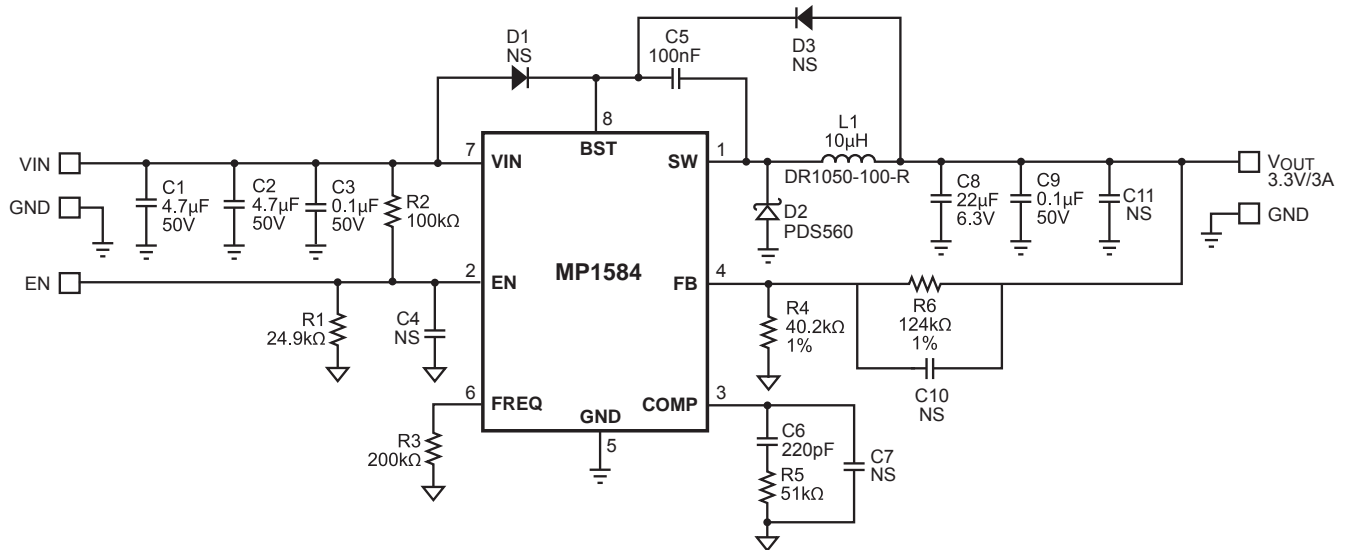 D1
NS
C5
100nF
D3
NS
8
BST
VIN
7
VIN
SW
1
L1
10µH
DR1050-100-R
VOUT
3.3V/3A
GND
GND
C1
4.7µF
50V
C2
4.7µF
50V
C3
0.1µF
50V
R2
100kΩ
D2
PDS560
C8
22µF
6.3V
C9
0.1µF
50V
C11
NS
EN
2
EN
MP1584
FB
4
R1
24.9kΩ
C4
NS
R4
40.2kΩ
1%
R6
124kΩ
1%
C10
NS
6
FREQ
GND
5
COMP
3
R3
200kΩ
C6
220pF
R5
51kΩ
C7
NS